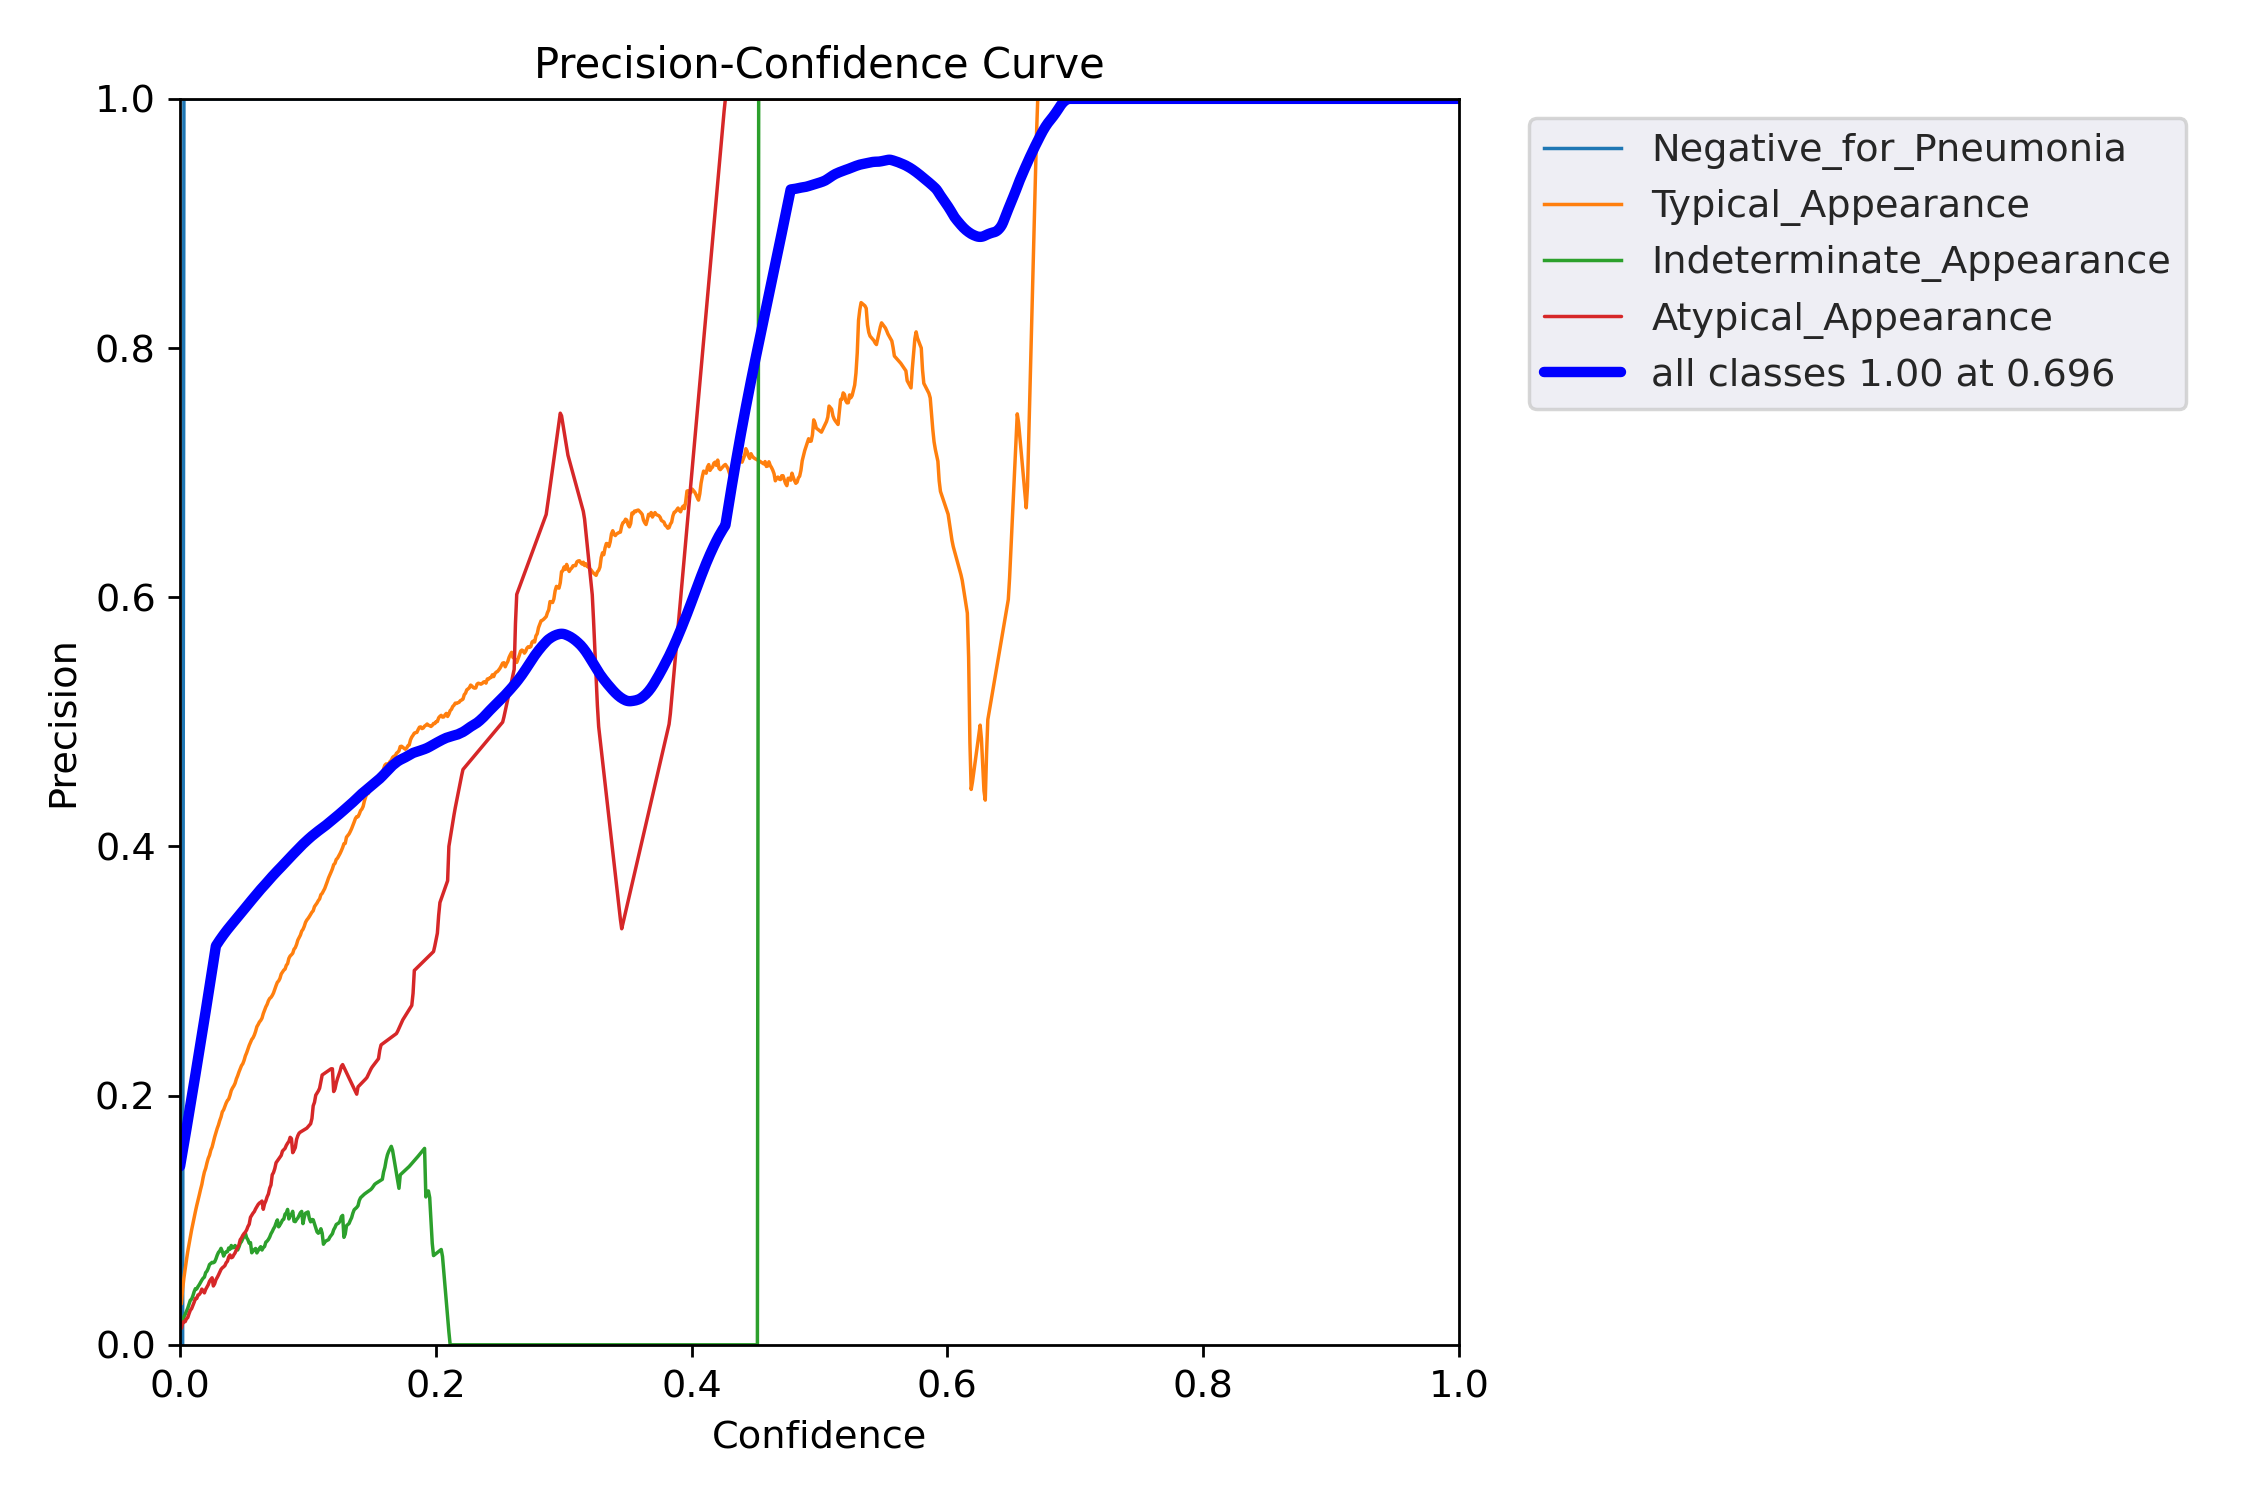 Precision-Confidence Curve
1.0
0.8
0.6
0.4
0.2
0.0
Precision
0.0 0.2 0.4 0.6 0.8 1.0
Confidence
Negative_for_Pneumonia
Typical_Appearance
Indeterminate_Appearance
Atypical_Appearance
all classes 1.00 at 0.696